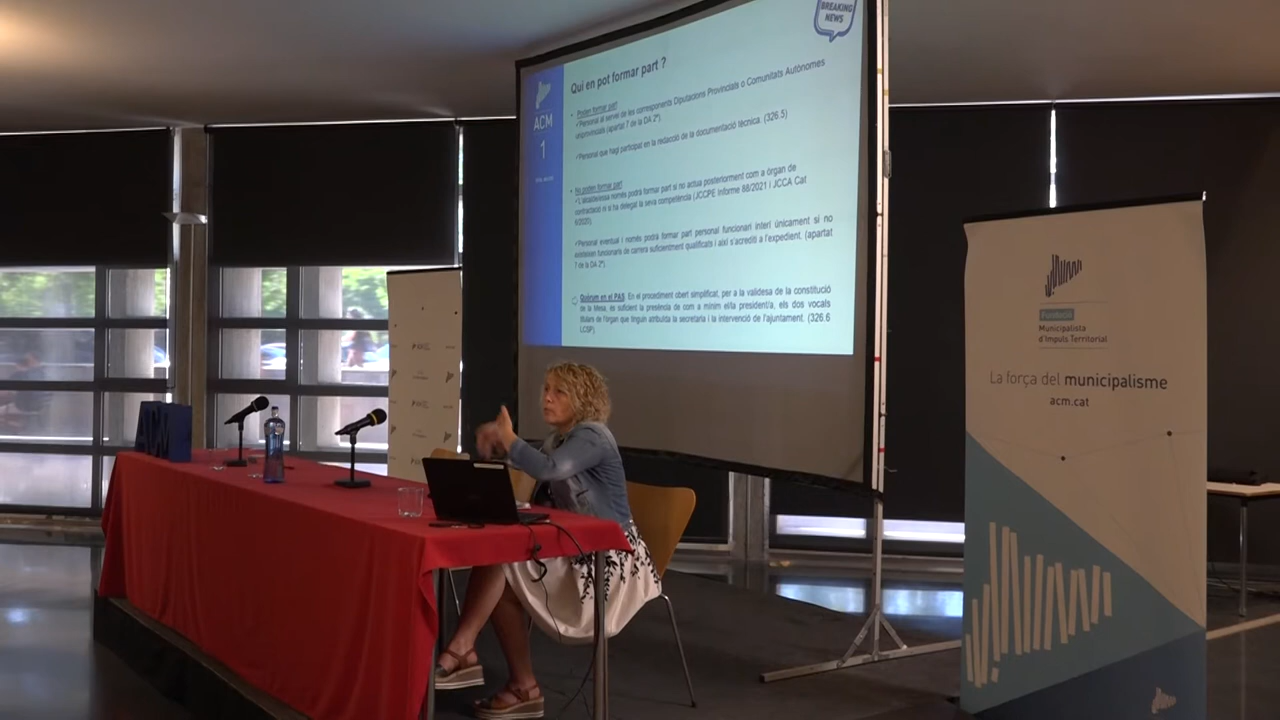 BREAKING
NEWS
ACM
1
Qui en pot formar part ?
Poden formar part
Personal al servei de les corresponents Diputacions Provincials o Comunitats Autònomes
uniprovincials (apartat 7 de la DA 2ª).
Personal que hagi participat en la redacció de la documentació tècnica. (326.5)
No poden formar part
L'alcaldessa només podrà formar part si no actua posteriorment com a òrgan de
contractació ni si ha delegat la seva competència (JCCPE Informe 88/2021 i JCCA Cat
6/2020).
Personal eventual i només podrà formar part personal funcionari interí únicament si no
existeixen funcionaris de carrera suficientment qualificats i així s'acrediti a l'expedient. (apartat
7 de la DA 2ª).
Quòrum en el PAS. En el procediment obert simplificat, per a la validesa de la constitució
de la Mesa, és suficient la presència de com a mínim el/la president/a, els dos vocals
titulars de l'òrgan que tinguin atribuïda la secretaria i la intervenció de l'ajuntament. (326.6
LCSP).
Fundació
Municipalista
d'Impuls Territorial
La força del municipalisme
acm.cat